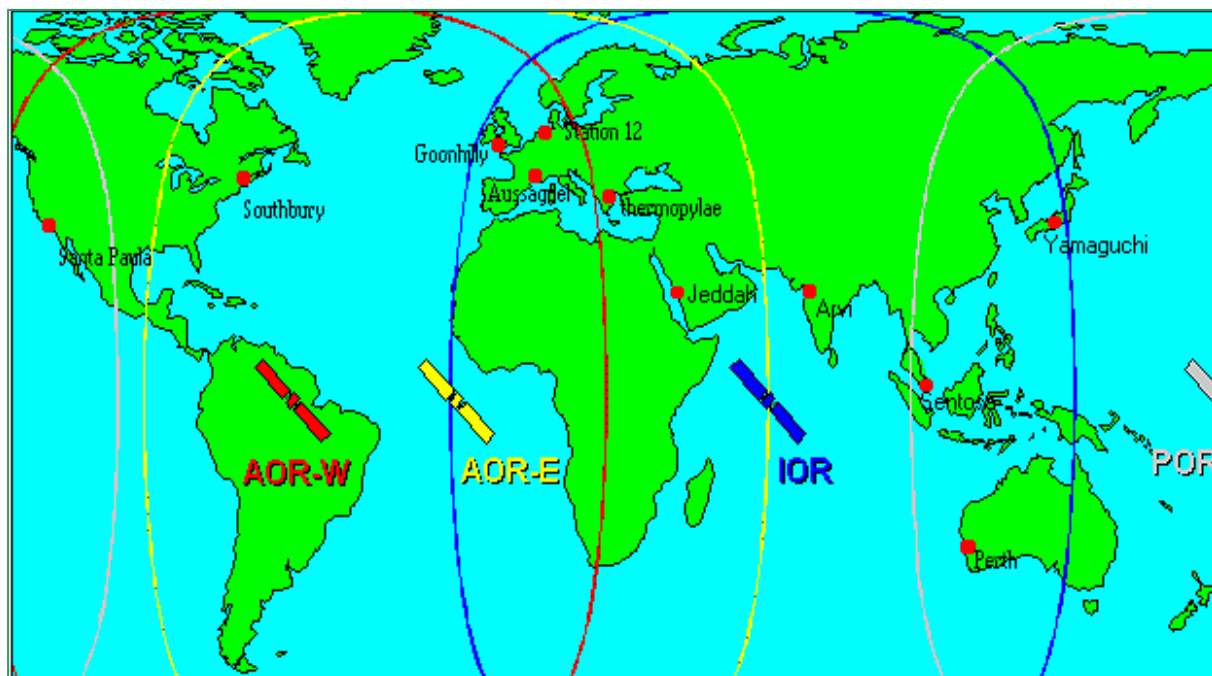 Station 12
Goonhilly
Aussaguel
Southbury
thermopylae
Santa Paula
Yamaguchi
Jeddah
Arvi
Sentosa
AOR-W
AOR-E
IOR
POR
Perth